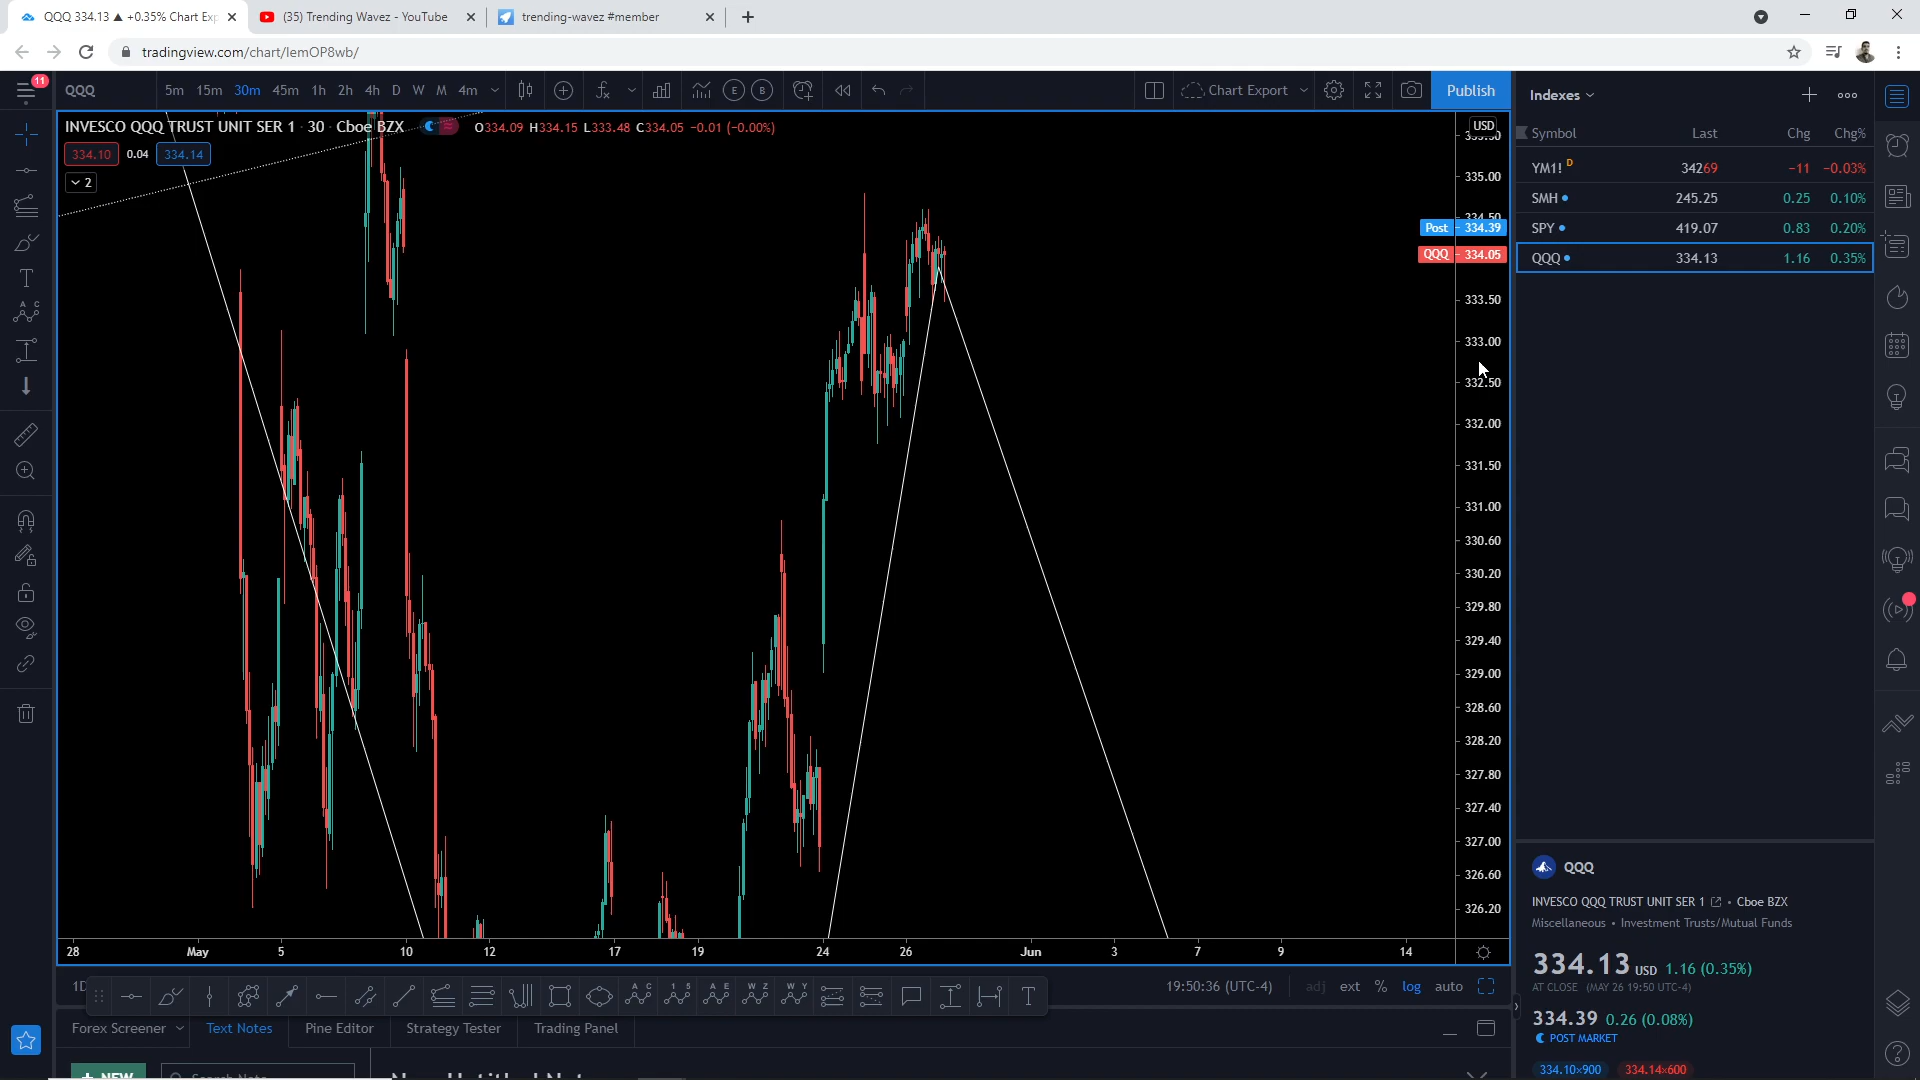 QQQ 334.13 ▲ +0.35% Chart Exp
(35) Trending Wavez - YouTube
trending-wavez #member
tradingview.com/chart/lemOP8wb/
11
QQQ
5m 15m 30m 45m 1h 2h 4h D W M 4m
E
B
Chart Export
Publish
INVESCO QQQ TRUST UNIT SER 1 · 30 · Cboe BZX
O334.09 H334.15 L333.48 C334.05 −0.01 (−0.00%)
334.10 0.04 334.14
2
USD
335.00
334.50
Post 334.39
QQQ 334.05
333.50
333.00
332.50
332.00
331.50
331.00
330.60
330.20
329.80
329.40
329.00
328.60
328.20
327.80
327.40
327.00
326.60
326.20
28 May 5 10 12 17 19 24 26 Jun 3 7 9 14
19:50:36 (UTC-4)
adj ext % log auto
Forex Screener
Text Notes
Pine Editor
Strategy Tester
Trading Panel
+ NEW
Search Note
Indexes
Symbol Last Chg Chg%
YM1! D 34269 −11 −0.03%
SMH 245.25 0.25 0.10%
SPY 419.07 0.83 0.20%
QQQ 334.13 1.16 0.35%
QQQ
INVESCO QQQ TRUST UNIT SER 1 • Cboe BZX
Miscellaneous • Investment Trusts/Mutual Funds
334.13 USD 1.16 (0.35%)
AT CLOSE (MAY 26 19:50 UTC-4)
334.39 0.26 (0.08%)
POST MARKET
334.10×900 334.14×600